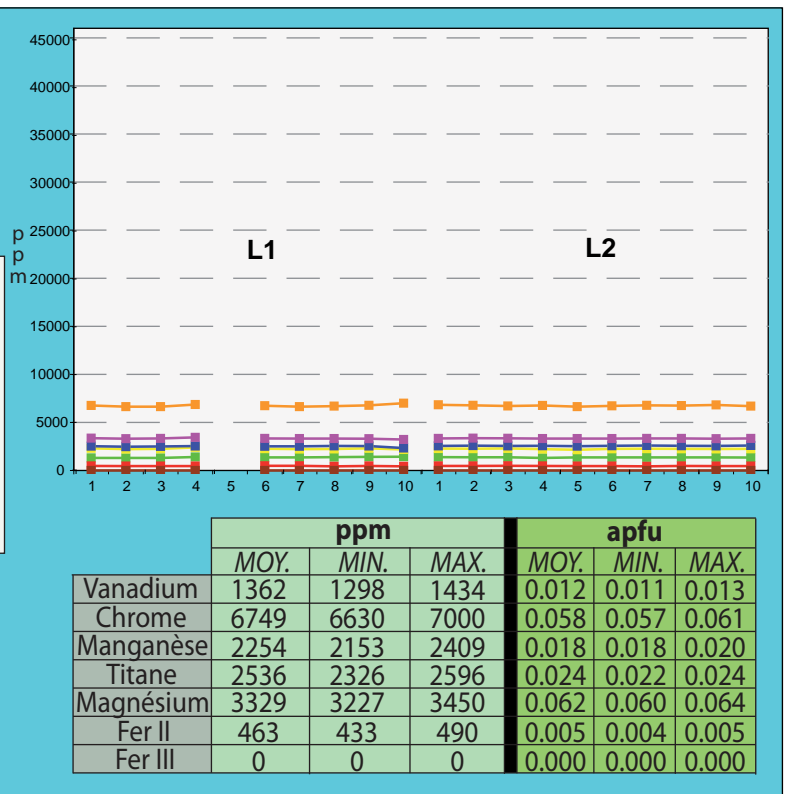 45000
40000
35000
30000
25000
20000
15000
10000
5000
0
p
p
m
L1 L2
1 2 3 4 5 6 7 8 9 10 1 2 3 4 5 6 7 8 9 10
ppm apfu
MOY. MIN. MAX. MOY. MIN. MAX.
Vanadium 1362 1298 1434 0.012 0.011 0.013
Chrome 6749 6630 7000 0.058 0.057 0.061
Manganèse 2254 2153 2409 0.018 0.018 0.020
Titane 2536 2326 2596 0.024 0.022 0.024
Magnésium 3329 3227 3450 0.062 0.060 0.064
Fer II 463 433 490 0.005 0.004 0.005
Fer III 0 0 0 0.000 0.000 0.000